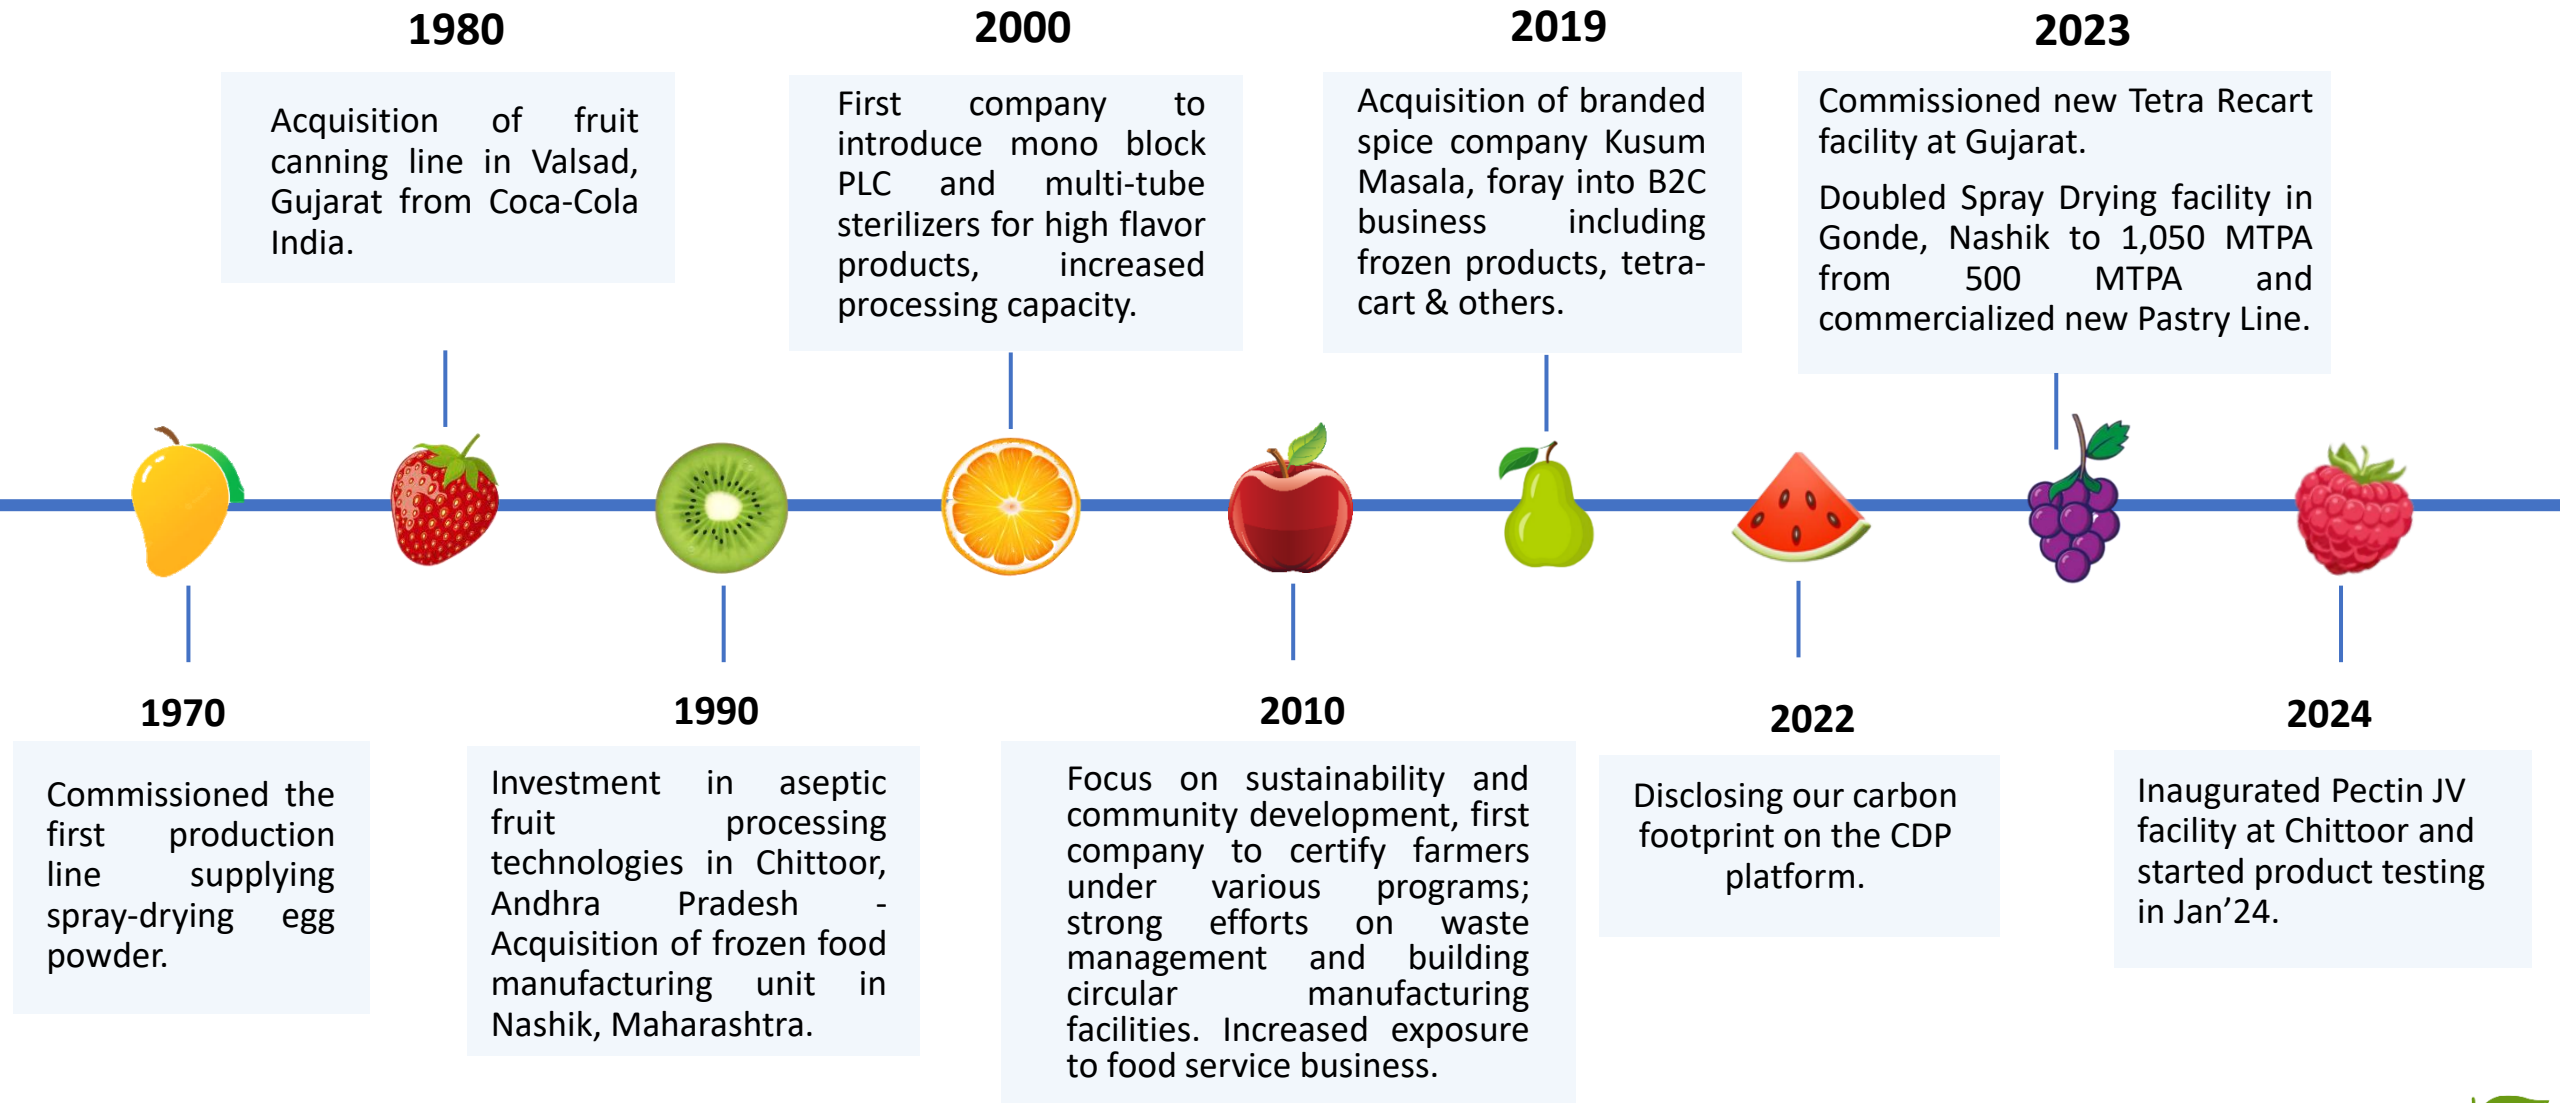 1980
Acquisition of fruit
canning line in Valsad,
Gujarat from Coca-Cola
India.
2000
First company to
introduce mono block
PLC and multi-tube
sterilizers for high flavor
products, increased
processing capacity.
2019
Acquisition of branded
spice company Kusum
Masala, foray into B2C
business including
frozen products, tetra-
cart & others.
2023
Commissioned new Tetra Recart
facility at Gujarat.
Doubled Spray Drying facility in
Gonde, Nashik to 1,050 MTPA
from 500 MTPA and
commercialized new Pastry Line.
1970
Commissioned the
first production
line supplying
spray-drying egg
powder.
1990
Investment in aseptic
fruit processing
technologies in Chittoor,
Andhra Pradesh -
Acquisition of frozen food
manufacturing unit in
Nashik, Maharashtra.
2010
Focus on sustainability and
community development, first
company to certify farmers
under various programs;
strong efforts on waste
management and building
circular manufacturing
facilities. Increased exposure
to food service business.
2022
Disclosing our carbon
footprint on the CDP
platform.
2024
Inaugurated Pectin JV
facility at Chittoor and
started product testing
in Jan’24.